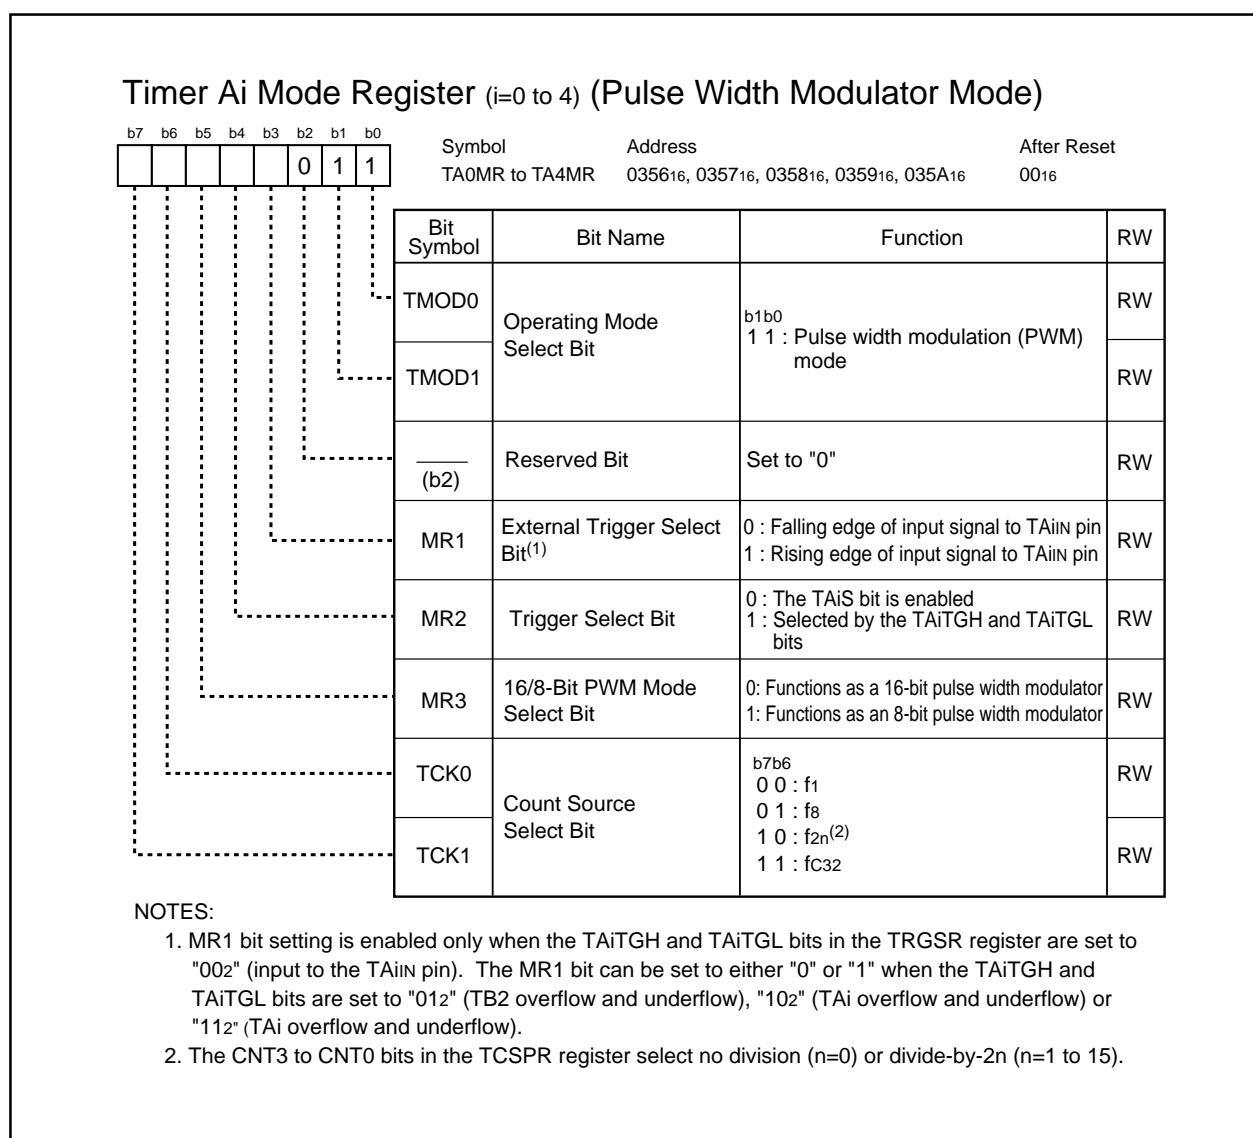 Timer Ai Mode Register (i=0 to 4) (Pulse Width Modulator Mode)
b7 b6 b5 b4 b3 b2 b1 b0
0 1 1
Symbol Address After Reset
TA0MR to TA4MR 035616, 035716, 035816, 035916, 035A16 0016
Bit Symbol Bit Name Function RW
TMOD0 RW
Operating Mode
Select Bit
b1b0
1 1 : Pulse width modulation (PWM)
mode
TMOD1 RW
(b2) Reserved Bit Set to "0" RW
MR1 External Trigger Select
Bit(1)
0 : Falling edge of input signal to TAiIN pin
1 : Rising edge of input signal to TAiIN pin
RW
MR2 Trigger Select Bit
0 : The TAiS bit is enabled
1 : Selected by the TAiTGH and TAiTGL
bits
RW
MR3 16/8-Bit PWM Mode
Select Bit
0: Functions as a 16-bit pulse width modulator
1: Functions as an 8-bit pulse width modulator
RW
TCK0 RW
Count Source
Select Bit
b7b6
0 0 : f1
0 1 : f8
1 0 : f2n(2)
1 1 : fC32
TCK1 RW
NOTES:
1. MR1 bit setting is enabled only when the TAiTGH and TAiTGL bits in the TRGSR register are set to
"002" (input to the TAiIN pin). The MR1 bit can be set to either "0" or "1" when the TAiTGH and
TAiTGL bits are set to "012" (TB2 overflow and underflow), "102" (TAi overflow and underflow) or
"112" (TAi overflow and underflow).
2. The CNT3 to CNT0 bits in the TCSPR register select no division (n=0) or divide-by-2n (n=1 to 15).